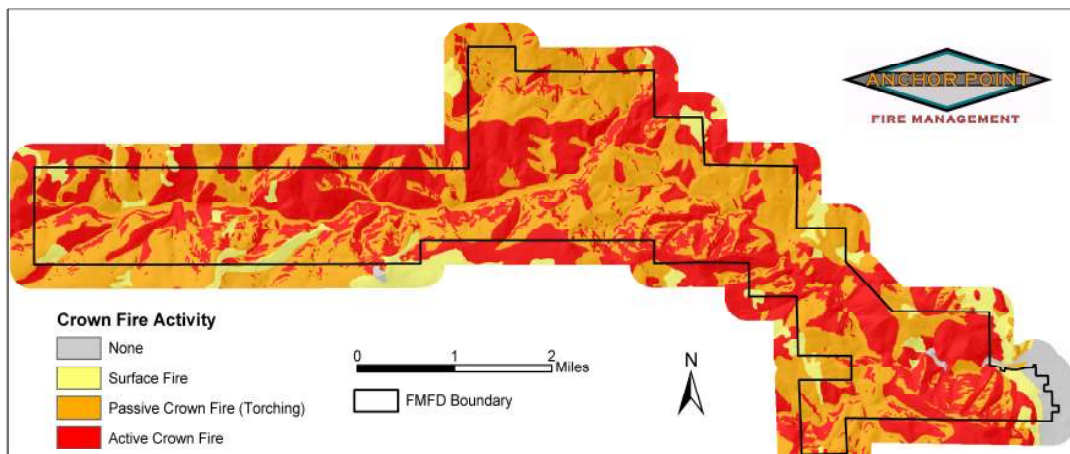 ANCHOR POINT
FIRE MANAGEMENT
Crown Fire Activity
None
Surface Fire
Passive Crown Fire (Torching)
Active Crown Fire
0 1 2
Miles
FMFD Boundary
N